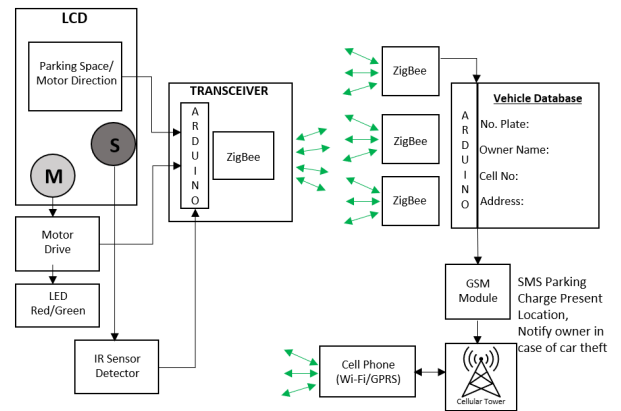 LCD
Parking Space/
Motor Direction
S
M
Motor
Drive
LED
Red/Green
IR Sensor
Detector
TRANSCEIVER
ARDUINO
ZigBee
ZigBee
ZigBee
ZigBee
ARDUINO
Vehicle Database
No. Plate:
Owner Name:
Cell No:
Address:
GSM
Module
SMS Parking
Charge Present
Location,
Notify owner in
case of car theft
Cell Phone
(Wi-Fi/GPRS)
Cellular Tower